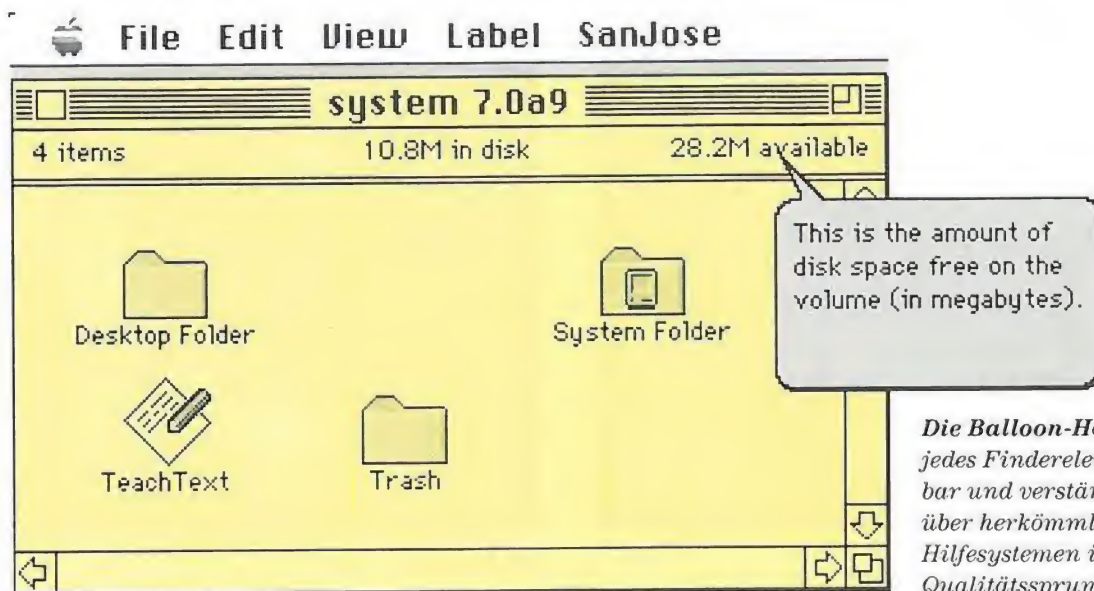 File Edit View Label SanJose
system 7.0a9
4 items 10.8M in disk 28.2M available
This is the amount of
disk space free on the
volume (in megabytes).
Desktop Folder System Folder
TeachText Trash
Die Balloon-H
jedes Finderele
bar und verstä
über herkömml
Hilfesystemen i
Qualitätssprun